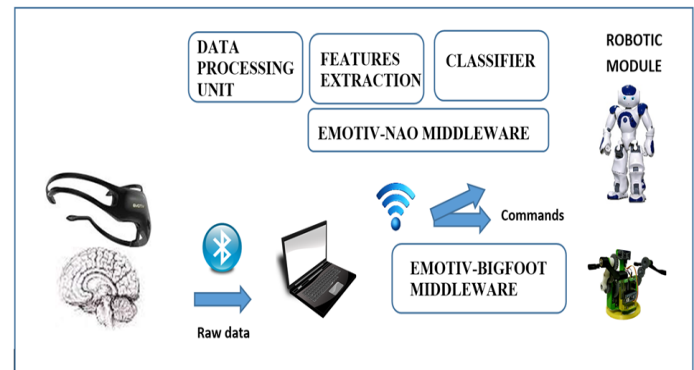 DATA
PROCESSING
UNIT
FEATURES
EXTRACTION
CLASSIFIER
ROBOTIC
MODULE
EMOTIV-NAO MIDDLEWARE
Commands
EMOTIV-BIGFOOT
MIDDLEWARE
Raw data